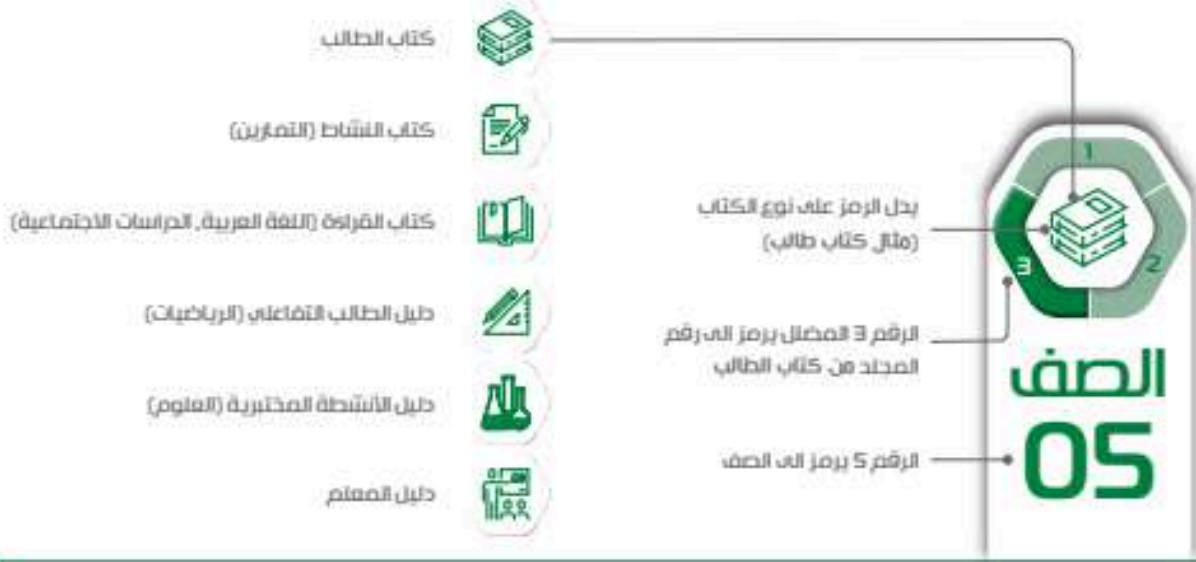 كتاب الطالب
كتاب النشاط (التمارين)
كتاب القراءة (اللغة العربية, الدراسات الاجتماعية)
دليل الطالب التفاعلي (الرياضيات)
دليل الأنشطة المختبرية (العلوم)
دليل المعلم
1
2
3
يدل الرمز على نوع الكتاب
(مثال كتاب طالب)
الرقم 3 المضلل يرمز الى رقم
المجلد من كتاب الطالب
الرقم 5 يرمز الى الصف
الصف
05